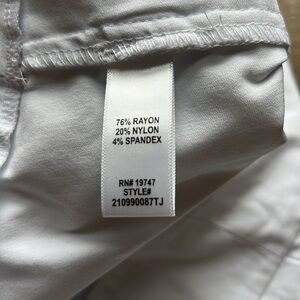 76% RAYON
20% NYLON
4% SPANDEX
RN# 19747
STYLE#
210990087TJ